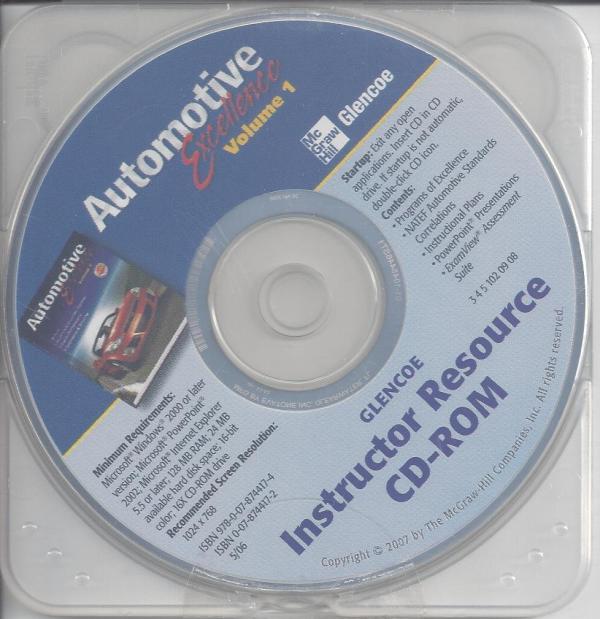 Automotive
Excellence
Volume 1
Mc
Graw
Hill
Glencoe
Startup: Exit any open
applications. Insert CD in CD
drive. If startup is not automatic,
double-click CD icon.
Contents:
• Programs of Excellence
• NATEF Automotive Standards
Correlations
• Instructional Plans
• PowerPoint® Presentations
• ExamView® Assessment
Suite
3 4 5 102 09 08
Automotive
Excellence
Minimum Requirements:
Microsoft® Windows® 2000 or later
version; Microsoft® PowerPoint®
2002; Microsoft® Internet Explorer
5.5 or later; 128 MB RAM; 24 MB
available hard disk space; 16-bit
color; 16X CD-ROM drive
Recommended Screen Resolution:
1024 x 768
ISBN 978-0-07-874417-4
ISBN 0-07-874417-2
5/06
GLENCOE
Instructor Resource
CD-ROM
Copyright © 2007 by The McGraw-Hill Companies, Inc. All rights reserved.